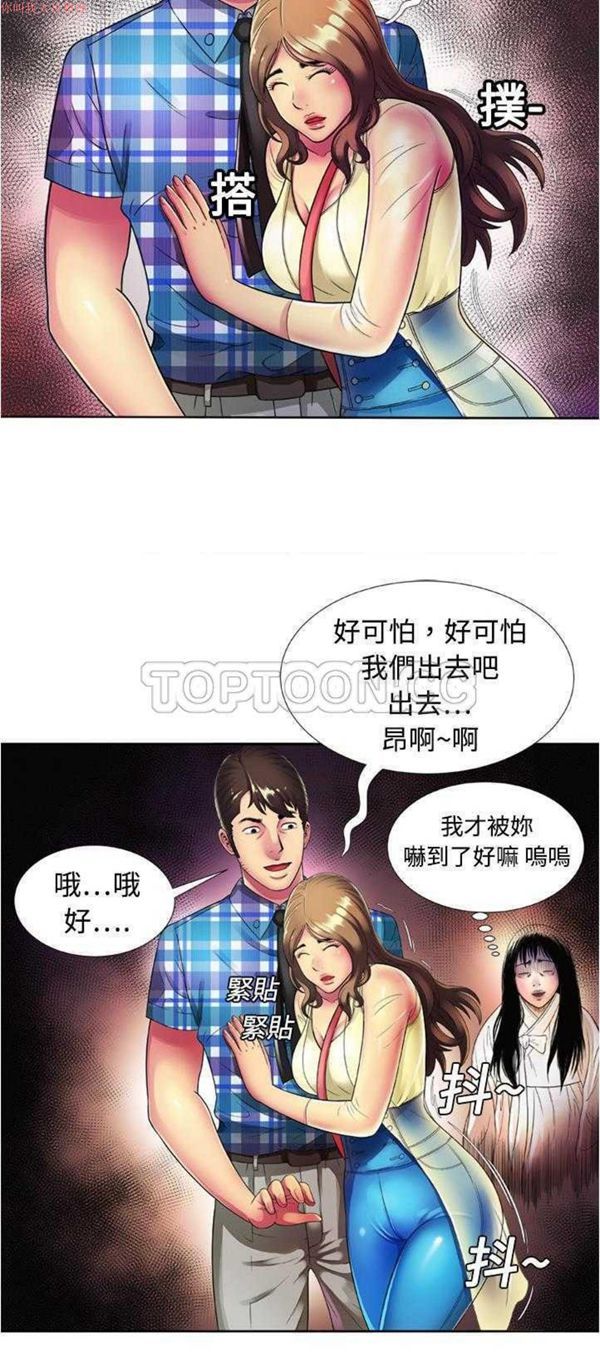 撲-
搭
好可怕，好可怕
我們出去吧
出去...
昂啊~啊
TOPTOON.CC
我才被妳
嚇到了好嘛 嗚嗚
哦...哦
好....
緊貼
緊貼
抖~
抖~